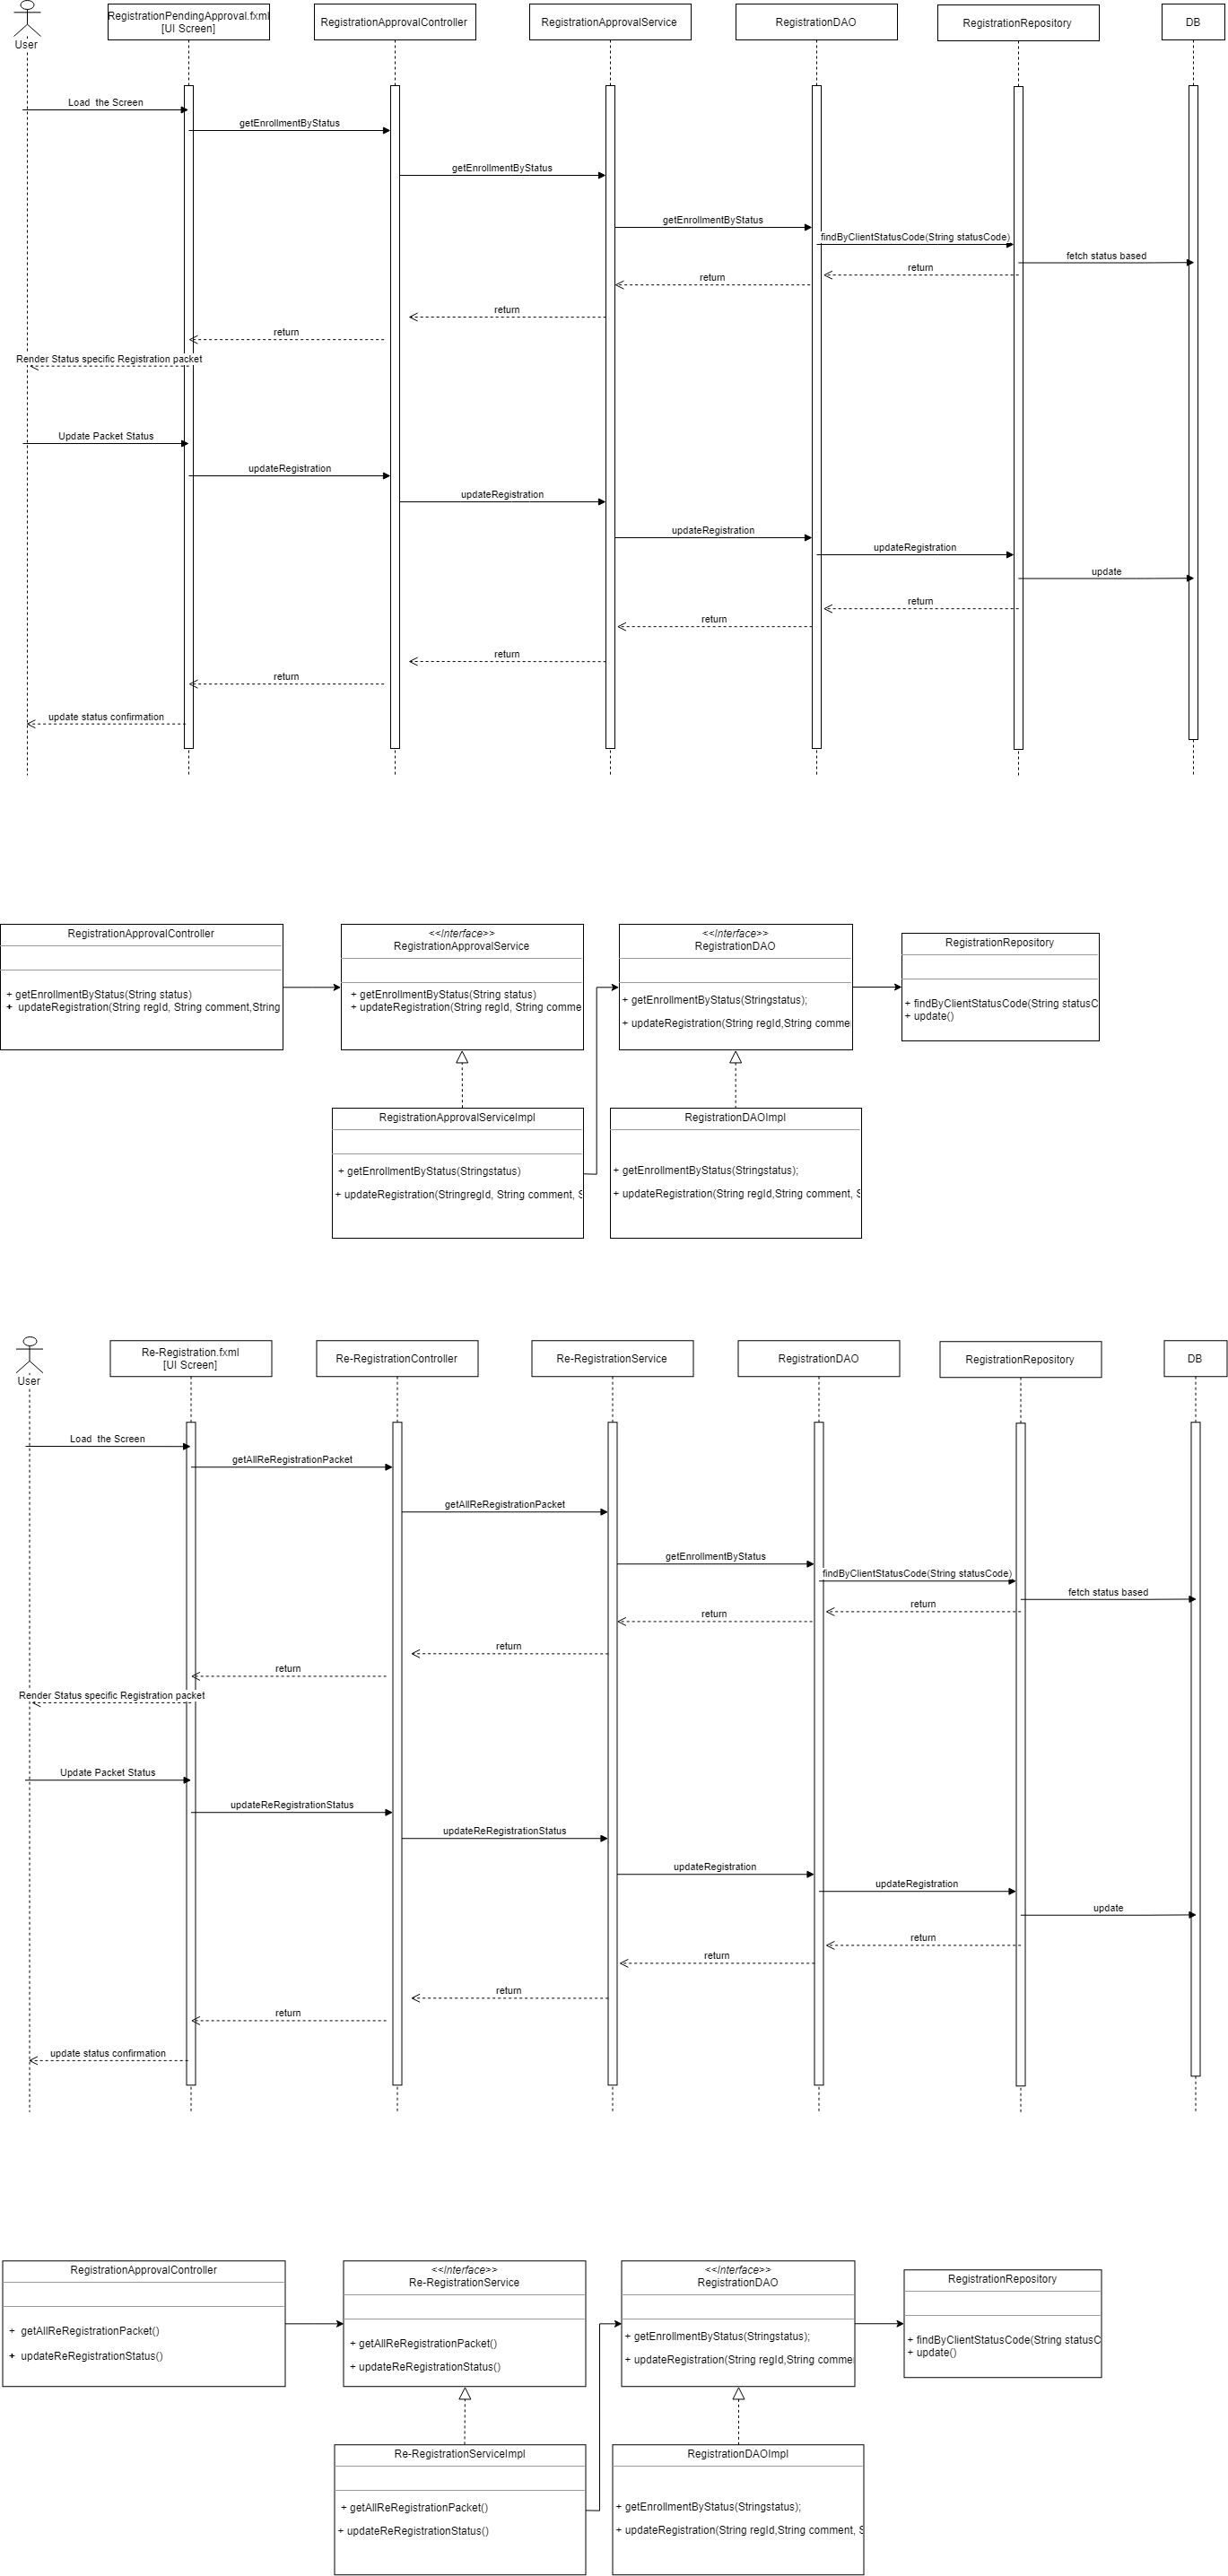 User
RegistrationPendingApproval.fxml
[UI Screen]
RegistrationApprovalController
RegistrationApprovalService
RegistrationDAO
RegistrationRepository
DB
Load  the Screen
getEnrollmentByStatus
getEnrollmentByStatus
getEnrollmentByStatus
findByClientStatusCode(String statusCode)
fetch status based
return
return
return
return
Render Status specific Registration packet
Update Packet Status
updateRegistration
updateRegistration
updateRegistration
updateRegistration
update
return
return
return
return
update status confirmation
RegistrationApprovalController
+ getEnrollmentByStatus(String status)
+  updateRegistration(String regId, String comment,String
<<Interface>>
RegistrationApprovalService
+ getEnrollmentByStatus(String status)
+ updateRegistration(String regId, String comme
<<Interface>>
RegistrationDAO
+ getEnrollmentByStatus(Stringstatus);
+ updateRegistration(String regId,String comme
RegistrationRepository
+ findByClientStatusCode(String statusC
+ update()
RegistrationApprovalServiceImpl
+ getEnrollmentByStatus(Stringstatus)
+ updateRegistration(StringregId, String comment, S
RegistrationDAOImpl
+ getEnrollmentByStatus(Stringstatus);
+ updateRegistration(String regId,String comment, S
User
Re-Registration.fxml
[UI Screen]
Re-RegistrationController
Re-RegistrationService
RegistrationDAO
RegistrationRepository
DB
Load  the Screen
getAllReRegistrationPacket
getAllReRegistrationPacket
getEnrollmentByStatus
findByClientStatusCode(String statusCode)
fetch status based
return
return
return
return
Render Status specific Registration packet
Update Packet Status
updateReRegistrationStatus
updateReRegistrationStatus
updateRegistration
updateRegistration
update
return
return
return
return
update status confirmation
RegistrationApprovalController
+  getAllReRegistrationPacket()
+  updateReRegistrationStatus()
<<Interface>>
Re-RegistrationService
+ getAllReRegistrationPacket()
+ updateReRegistrationStatus()
<<Interface>>
RegistrationDAO
+ getEnrollmentByStatus(Stringstatus);
+ updateRegistration(String regId,String comme
RegistrationRepository
+ findByClientStatusCode(String statusC
+ update()
Re-RegistrationServiceImpl
+ getAllReRegistrationPacket()
+ updateReRegistrationStatus()
RegistrationDAOImpl
+ getEnrollmentByStatus(Stringstatus);
+ updateRegistration(String regId,String comment, S